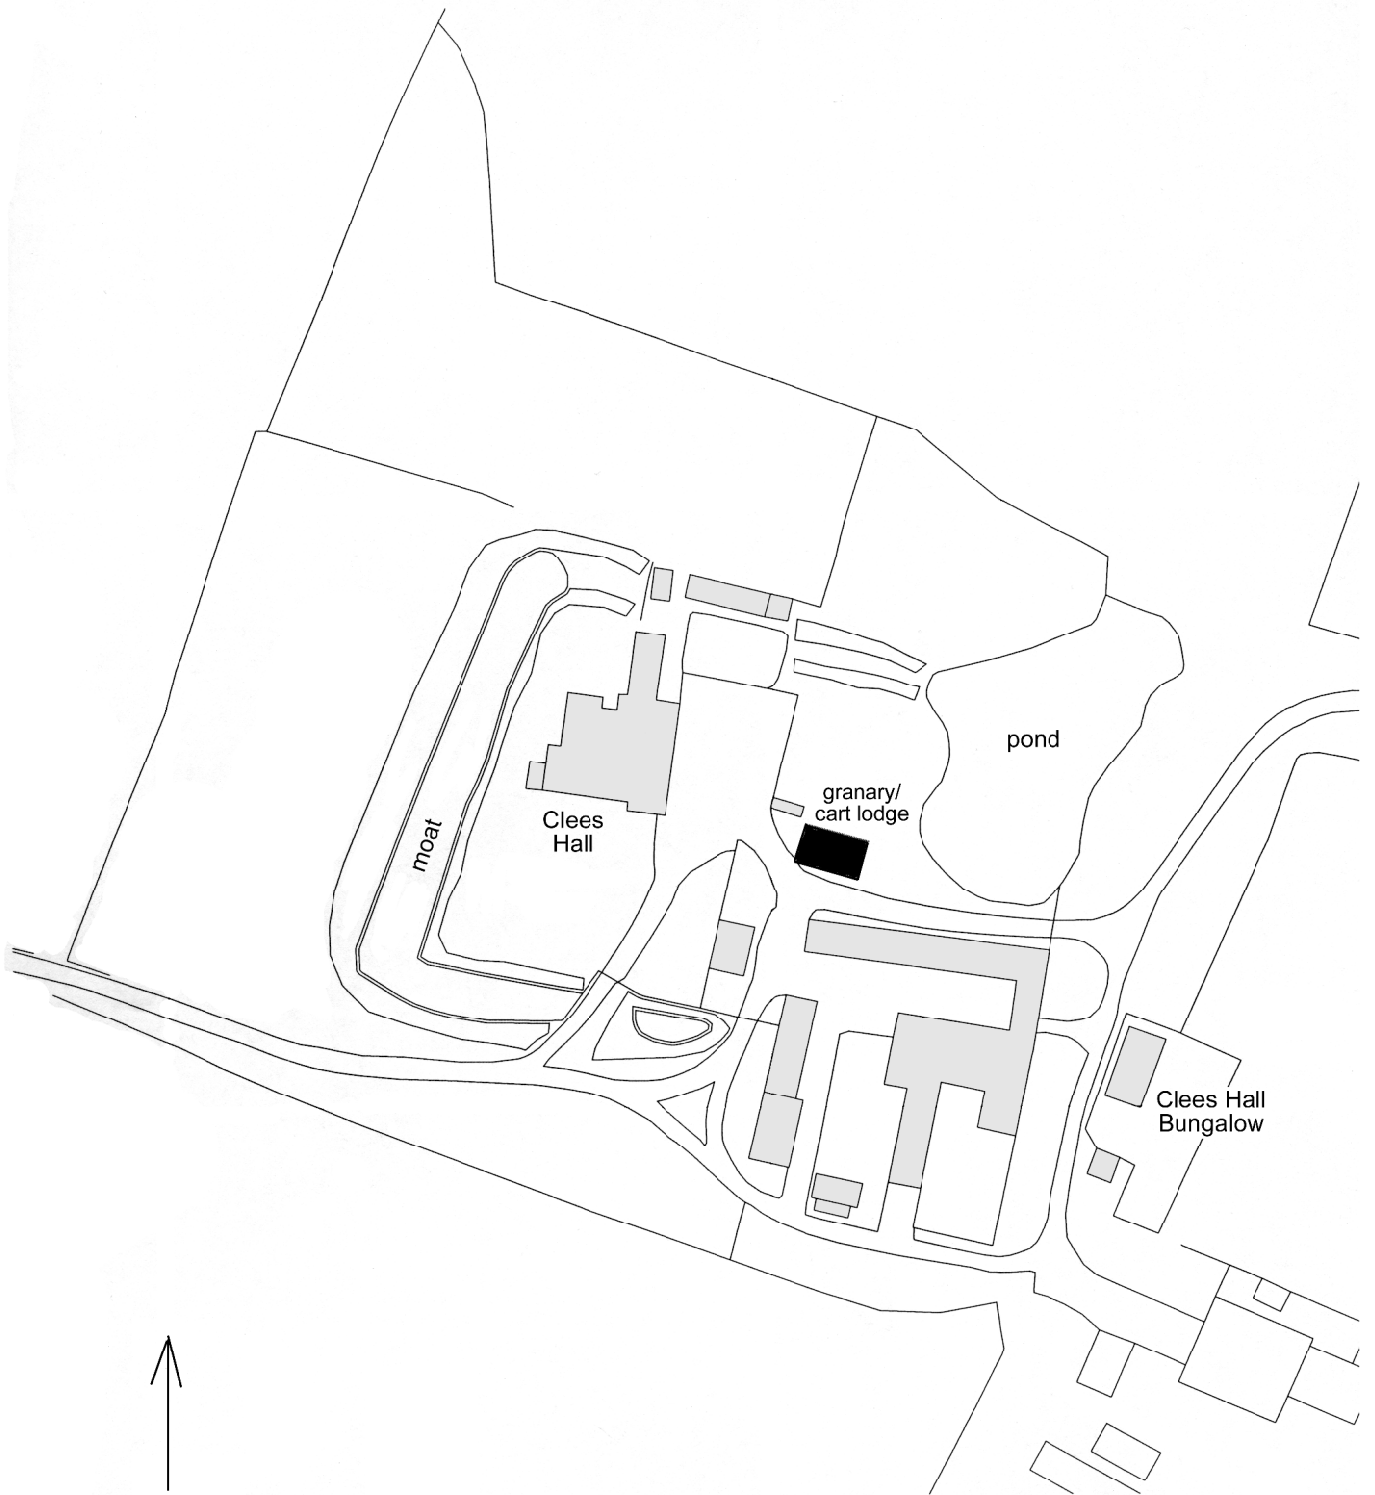 pond
granary/
cart lodge
Clees
Hall
moat
Clees Hall
Bungalow